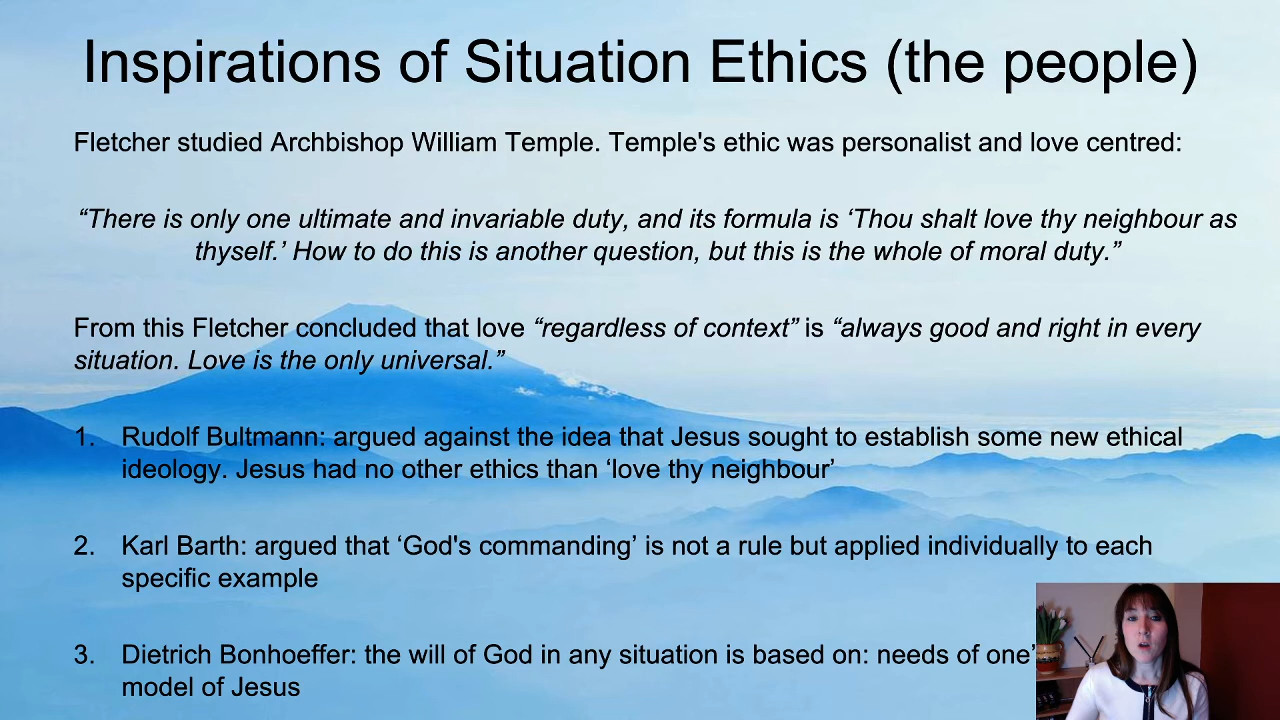 Inspirations of Situation Ethics (the people)
Fletcher studied Archbishop William Temple. Temple's ethic was personalist and love centred:
“There is only one ultimate and invariable duty, and its formula is ‘Thou shalt love thy neighbour as
thyself.’ How to do this is another question, but this is the whole of moral duty.”
From this Fletcher concluded that love “regardless of context” is “always good and right in every
situation. Love is the only universal.”
1. Rudolf Bultmann: argued against the idea that Jesus sought to establish some new ethical
ideology. Jesus had no other ethics than ‘love thy neighbour’
2. Karl Barth: argued that ‘God's commanding’ is not a rule but applied individually to each
specific example
3. Dietrich Bonhoeffer: the will of God in any situation is based on: needs of one’
model of Jesus